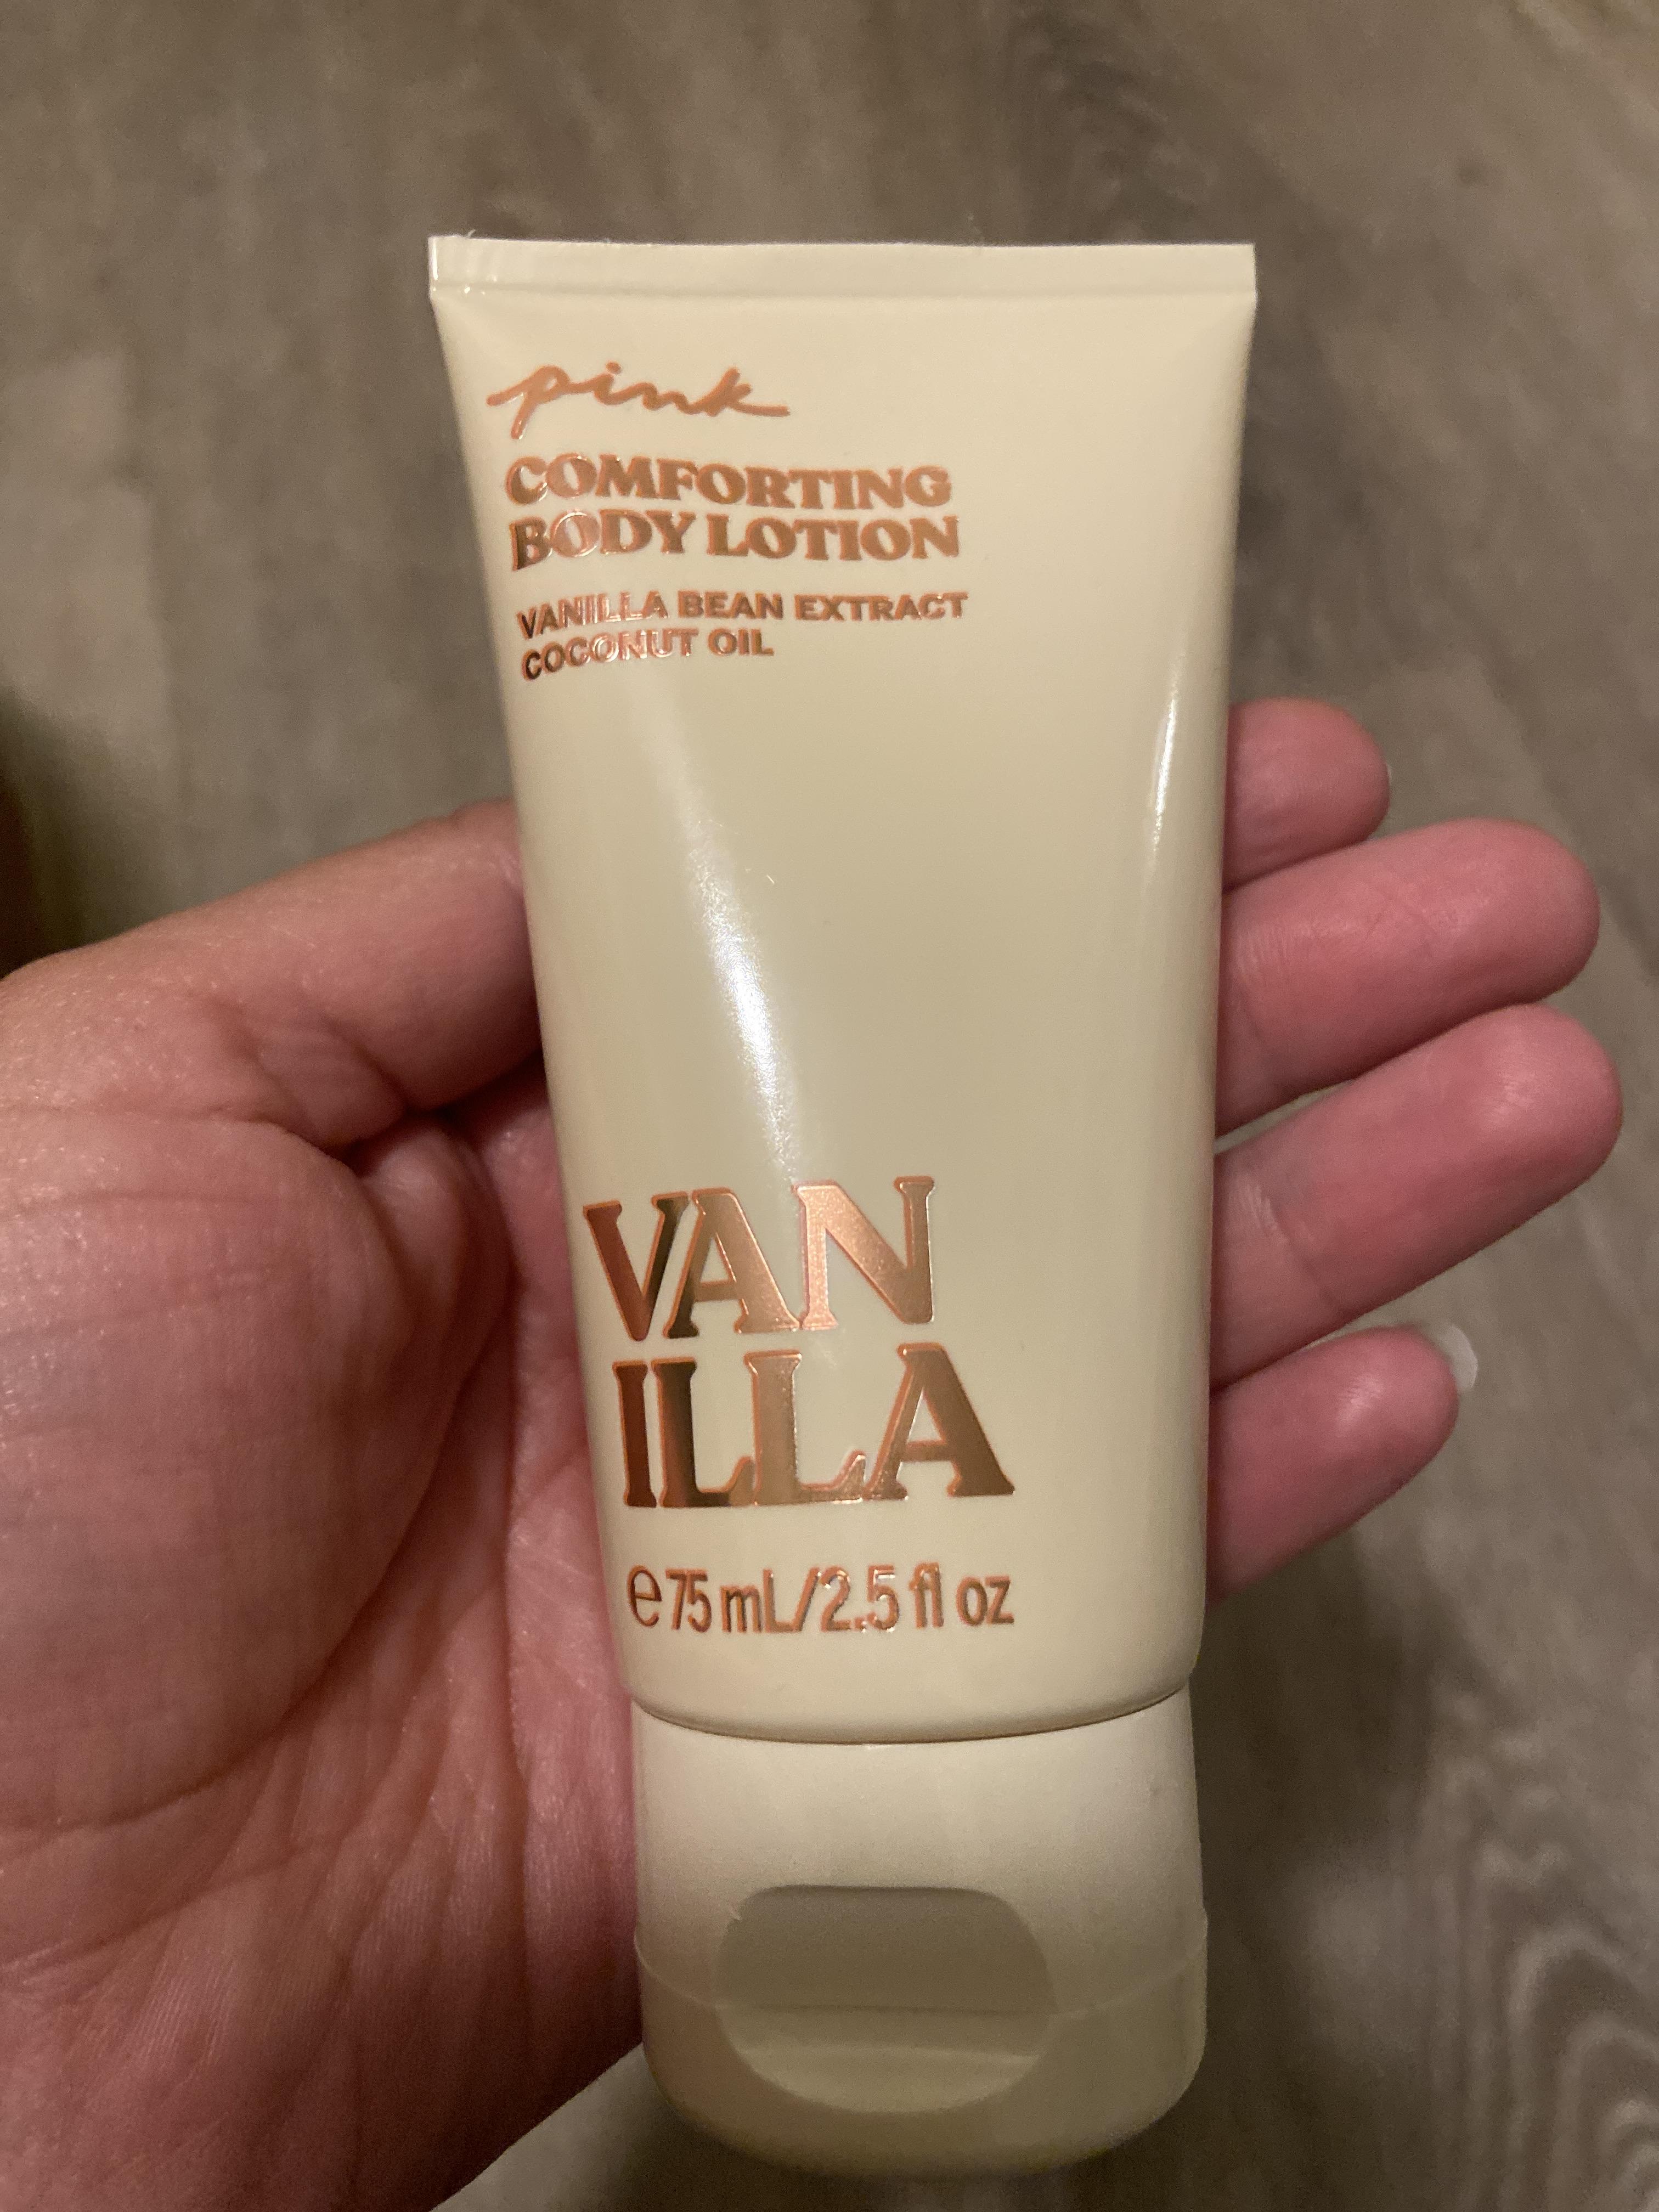 pink
COMFORTING
BODY LOTION
VANILLA BEAN EXTRACT
COCONUT OIL
VAN
ILLA
℮ 75 mL/2.5 fl oz